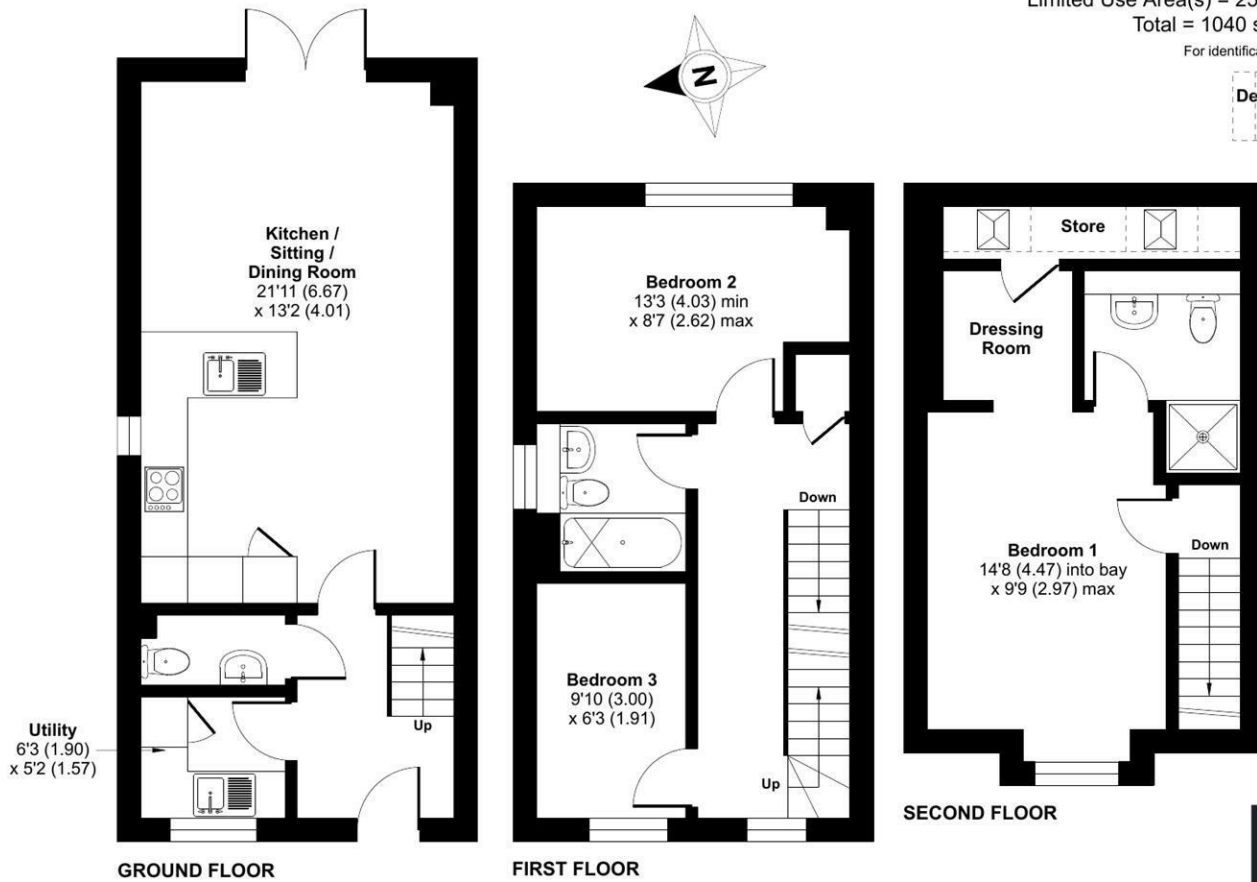 Limited Use Area(s) =
Total = 1040
For
N
Kitchen /
Sitting /
Dining Room
21'11 (6.67)
x 13'2 (4.01)
Utility
6'3 (1.90)
x 5'2 (1.57)
Up
GROUND FLOOR
Bedroom 2
13'3 (4.03) min
x 8'7 (2.62) max
Down
Bedroom 3
9'10 (3.00)
x 6'3 (1.91)
Up
FIRST FLOOR
Store
Dressing
Room
Bedroom 1
14'8 (4.47) into bay
x 9'9 (2.97) max
Down
SECOND FLOOR